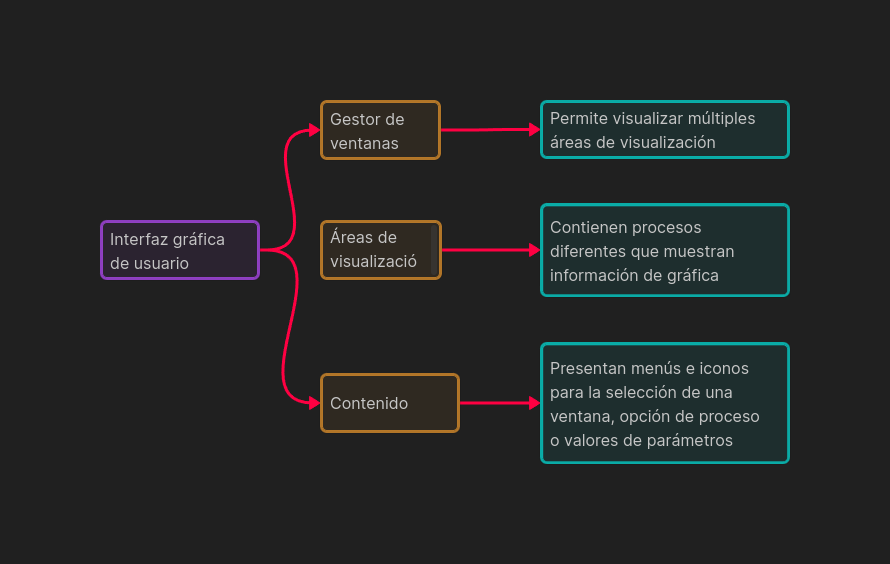 Gestor de
ventanas
Permite visualizar múltiples
áreas de visualización
Interfaz gráfica
de usuario
Áreas de
visualizació
Contienen procesos
diferentes que muestran
información de gráfica
Contenido
Presentan menús e iconos
para la selección de una
ventana, opción de proceso
o valores de parámetros